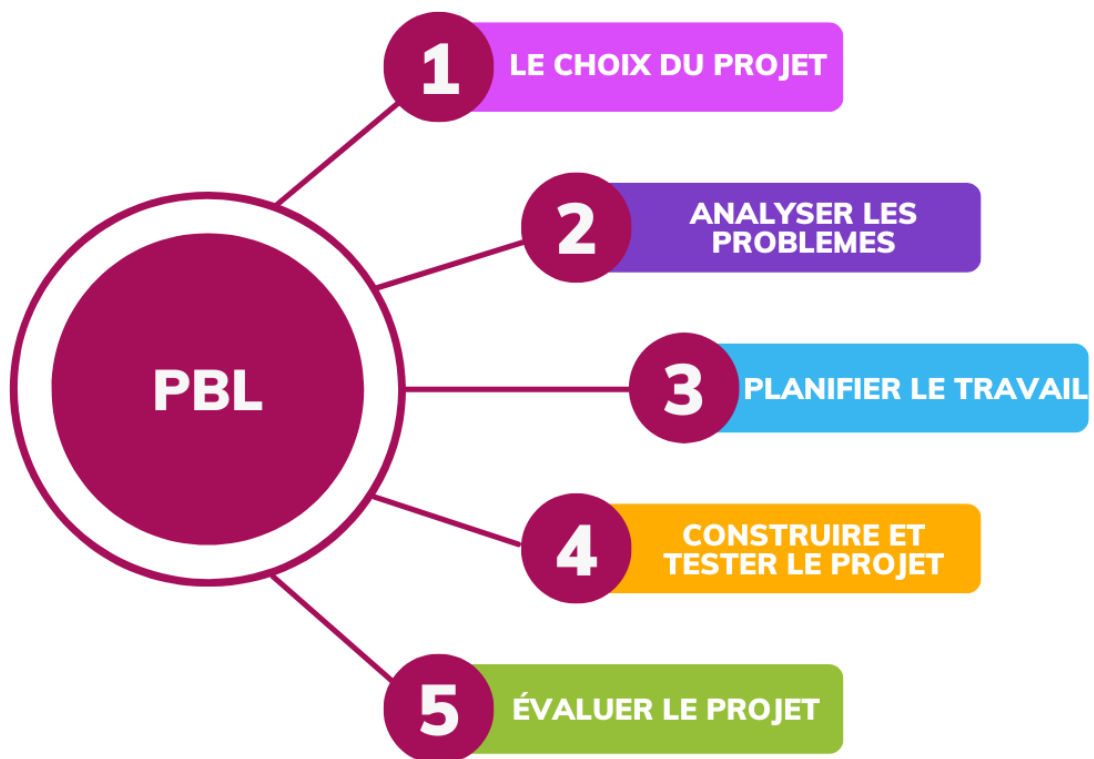 1
LE CHOIX DU PROJET
2
ANALYSER LES
PROBLEMES
PBL
3
PLANIFIER LE TRAVAIL
4
CONSTRUIRE ET
TESTER LE PROJET
5
ÉVALUER LE PROJET